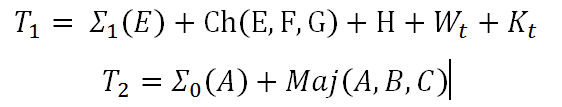 T₁ = Σ₁(E) + Ch(E, F, G) + H + Wₜ + Kₜ
T₂ = Σ₀(A) + Maj(A, B, C)